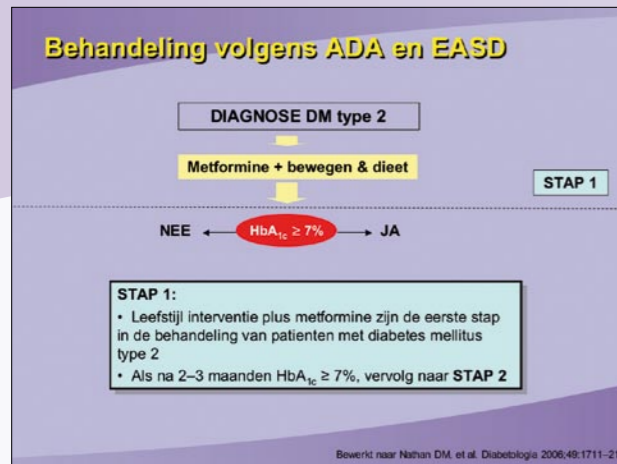 Behandeling volgens ADA en EASD
DIAGNOSE DM type 2
Metformine + bewegen & dieet
STAP 1
NEE
HbA1c ≥ 7%
JA
STAP 1:
• Leefstijl interventie plus metformine zijn de eerste stap
in de behandeling van patienten met diabetes mellitus
type 2
• Als na 2–3 maanden HbA1c ≥ 7%, vervolg naar STAP 2
Bewerkt naar Nathan DM, et al. Diabetologia 2006;49:1711–21